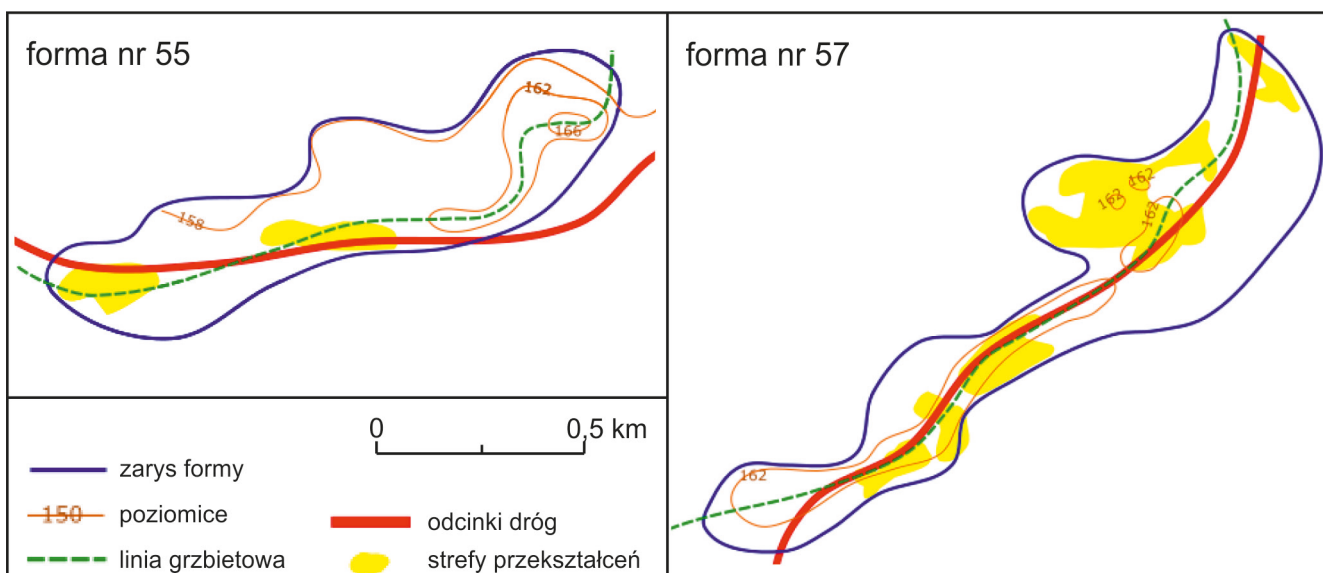 forma nr 55
162
166
158
forma nr 57
162
162
162
162
0 0,5 km
zarys formy
150 poziomice
odcinki dróg
linia grzbietowa
strefy przekształceń